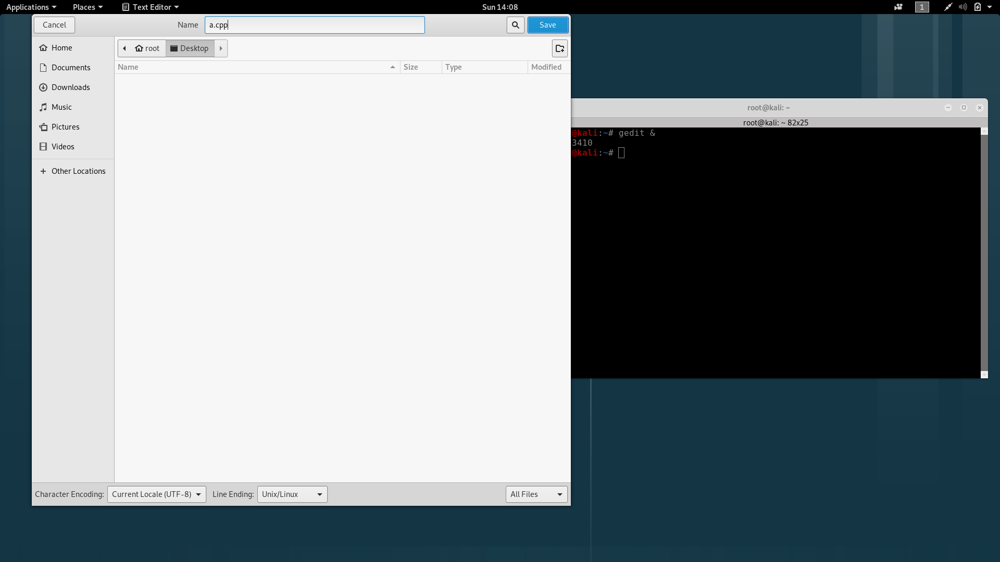 Applications Places Text Editor Sun 14:08 1
Cancel Name a.cpp Save
Home
Documents
Downloads
Music
Pictures
Videos
Other Locations
root Desktop
Name Size Type Modified
root@kali: ~
root@kali: ~ 82x25
@kali:~# gedit &
3410
@kali:~#
Character Encoding: Current Locale (UTF-8) Line Ending: Unix/Linux All Files